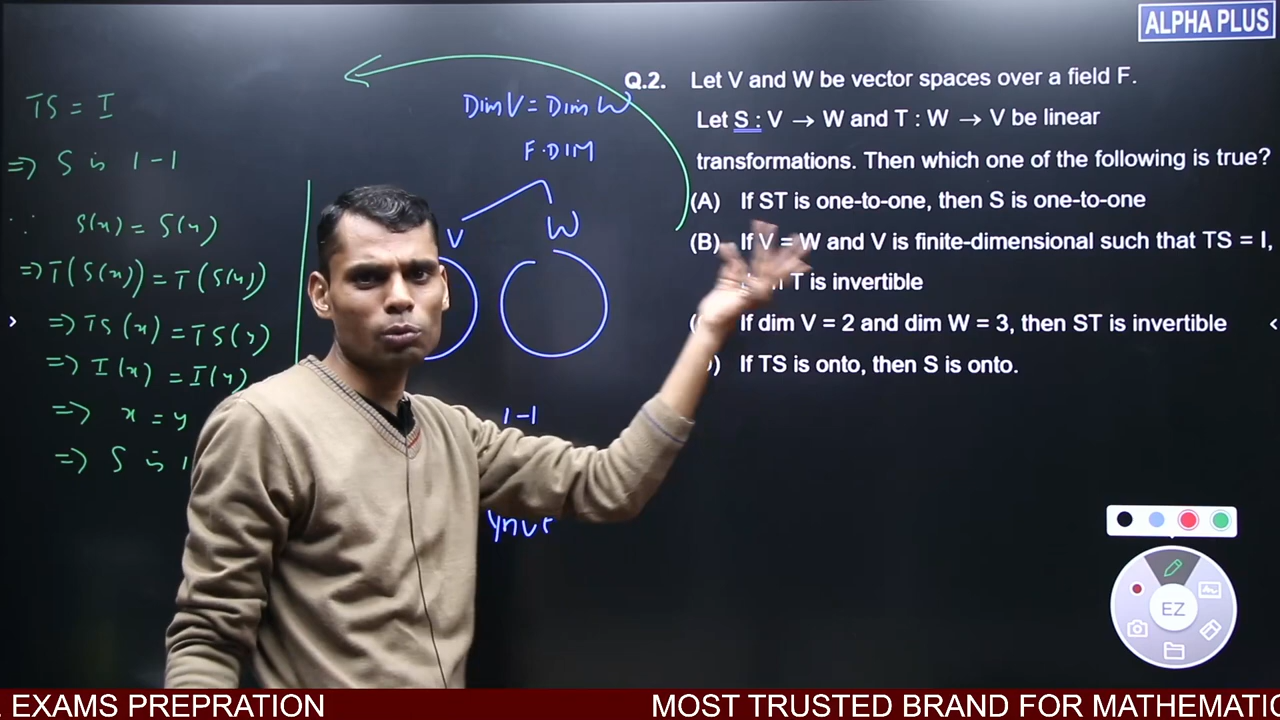 ALPHA PLUS
TS = I
=> S is 1-1
∵ S(x) = S(y)
=> T(S(x)) = T(S(y))
=> TS(x) = TS(y)
=> I(x) = I(y)
=> x = y
=> S is 1
Dim V = Dim W
F.DIM
V W
1-1
Q.2. Let V and W be vector spaces over a field F.
Let S : V → W and T : W → V be linear
transformations. Then which one of the following is true?
(A) If ST is one-to-one, then S is one-to-one
(B) If V = W and V is finite-dimensional such that TS = I,
T is invertible
If dim V = 2 and dim W = 3, then ST is invertible
If TS is onto, then S is onto.
EZ
EXAMS PREPRATION MOST TRUSTED BRAND FOR MATHEMATIC